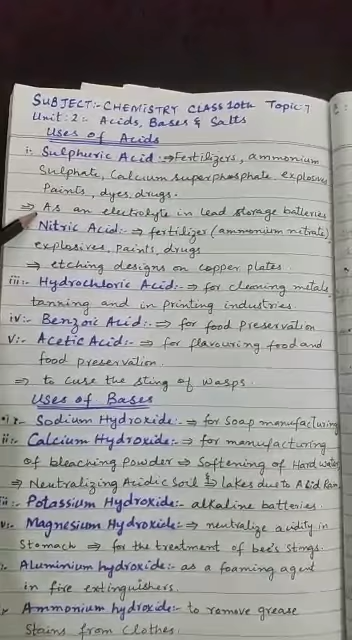 SUBJECT:- CHEMISTRY CLASS 10th Topic 7
Unit: 2:- Acids, Bases & Salts
Uses of Acids
i. Sulphuric Acid :⇒ Fertilizers, ammonium
Sulphate, Calcium superphosphate explosives
Paints, dyes, drugs.
⇒ As an electrolyte in lead storage batteries
Nitric Acid:- ⇒ fertilizer (ammonium nitrate)
explosives, paints, drugs
⇒ etching designs on copper plates.
iii:- Hydrochloric Acid:- ⇒ for cleaning metals,
tanning and in printing industries.
iv:- Benzoic Acid:- ⇒ for food preservation
v:- Acetic Acid:- ⇒ for flavouring food and
food preservation.
⇒ to cure the sting of wasps.
Uses of Bases
i:- Sodium Hydroxide:- ⇒ for soap manufacturing
ii:- Calcium Hydroxide:- ⇒ for manufacturing
of bleaching powder ⇒ Softening of Hard water
⇒ Neutralizing Acidic Soil & lakes due to Acid Rain
Potassium Hydroxide:- alkaline batteries.
Magnesium Hydroxide:- ⇒ neutralize acidity in
Stomach ⇒ for the treatment of bee's stings.
Aluminium hydroxide:- as a foaming agent
in fire extinguishers.
Ammonium hydroxide:- to remove grease
Stains from clothes.